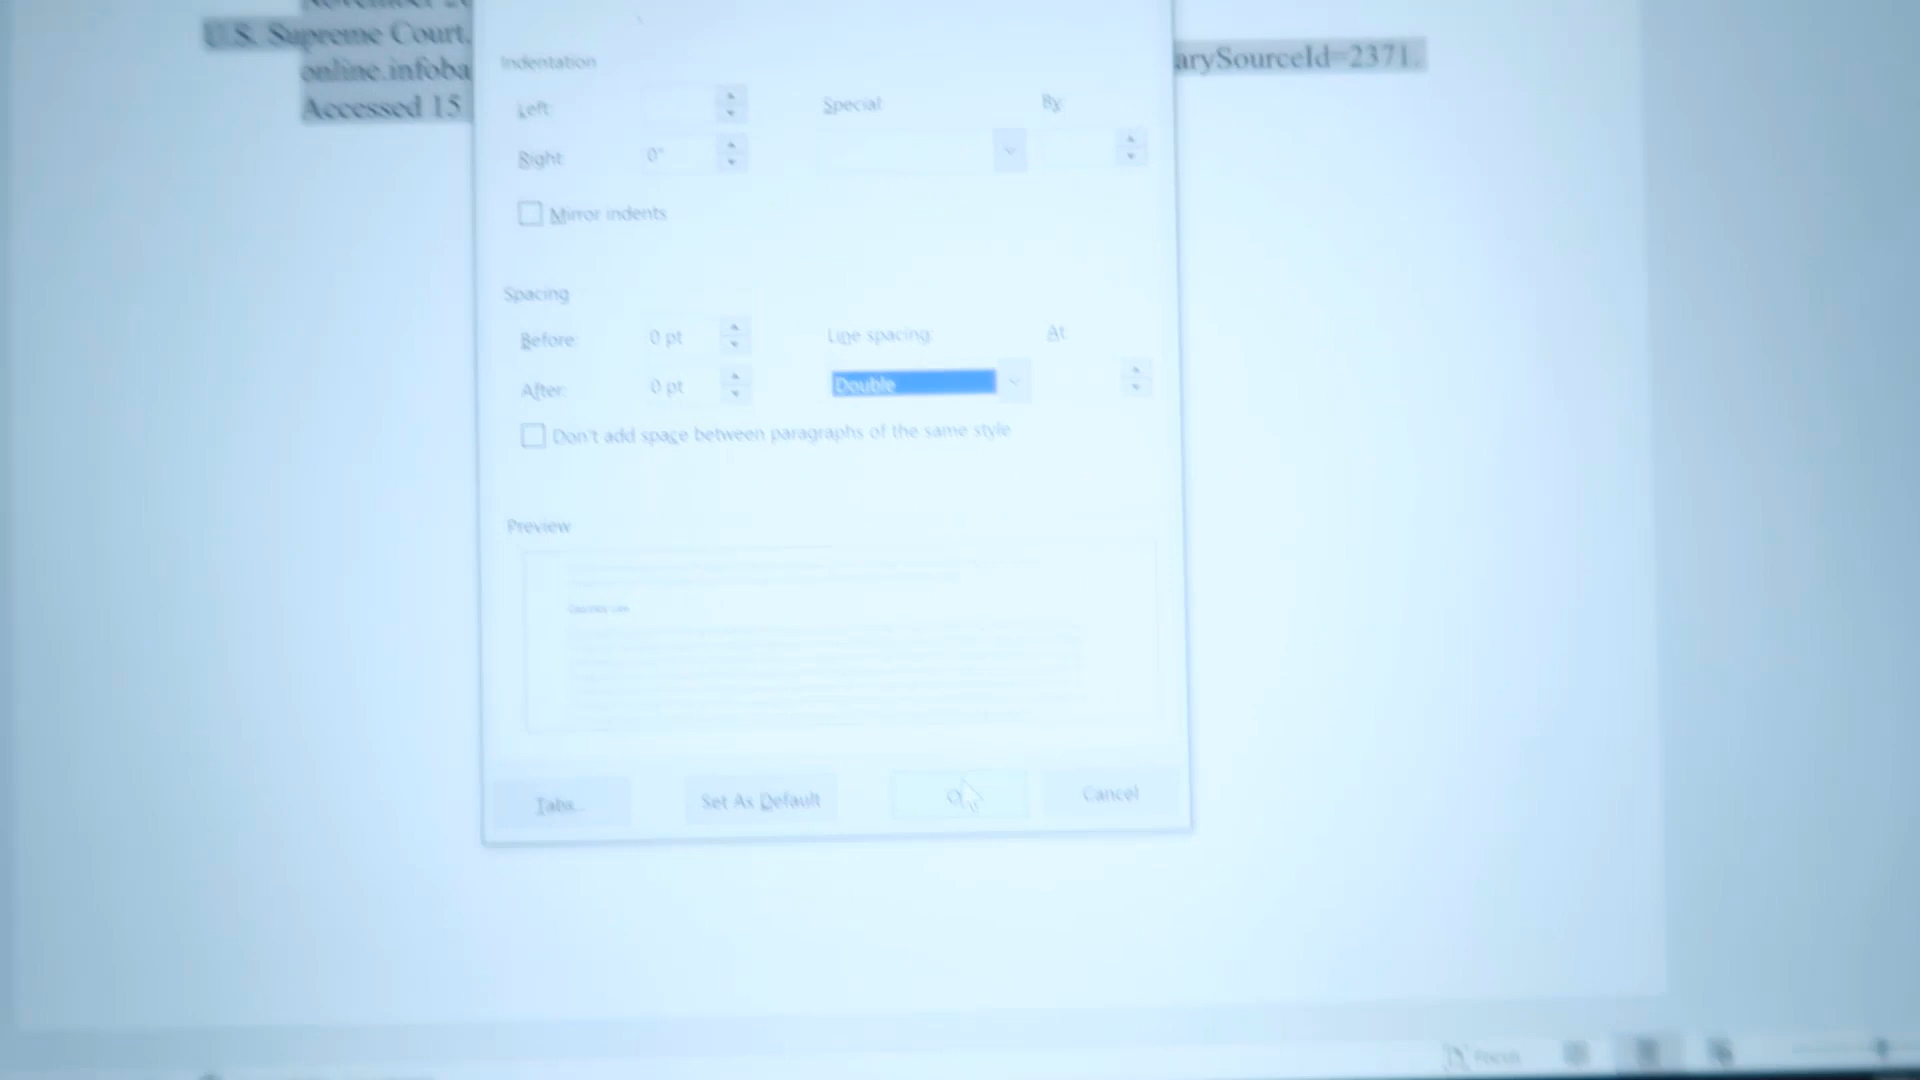 U.S. Supreme Court.
online.infoba
arySourceId=2371.
Accessed 15
Indentation
Left:
Special:
By:
Right:
0"
Mirror indents
Spacing
Before:
0 pt
Line spacing:
At:
After:
0 pt
Double
Don't add space between paragraphs of the same style
Preview
Tabs...
Set As Default
Cancel
Focus